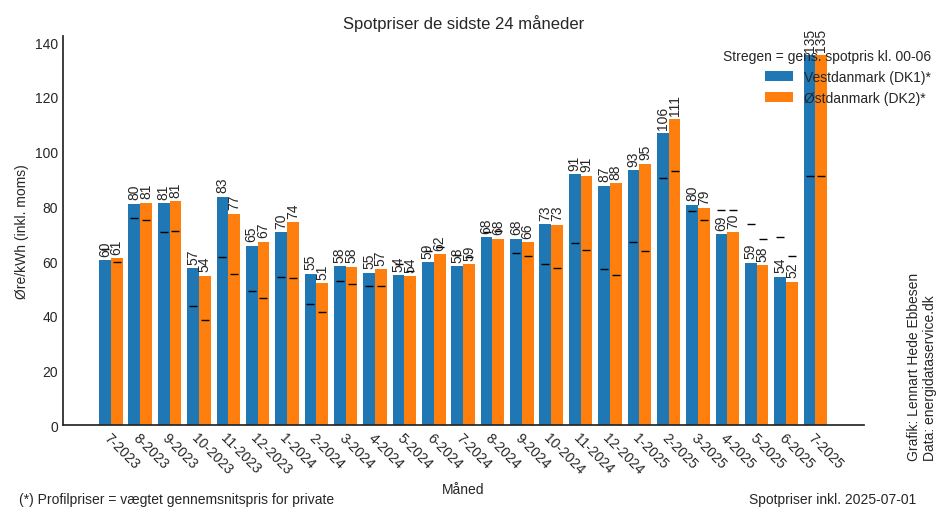 Spotpriser de sidste 24 måneder
Stregen = gens. spotpris kl. 00-06
Vestdanmark (DK1)*
Østdanmark (DK2)*
Øre/kWh (inkl. moms)
140
120
100
80
60
40
20
0
60 61 80 81 81 81 57 54 83 77 65 67 70 74 55 51 58 58 55 57 54 54 59 62 58 59 68 68 68 66 73 73 91 91 87 88 93 95 106 111 80 79 69 70 59 58 54 52 135 135
7-2023 8-2023 9-2023 10-2023 11-2023 12-2023 1-2024 2-2024 3-2024 4-2024 5-2024 6-2024 7-2024 8-2024 9-2024 10-2024 11-2024 12-2024 1-2025 2-2025 3-2025 4-2025 5-2025 6-2025 7-2025
Måned
Grafik: Lennart Hede Ebbesen
Data: energidataservice.dk
(*) Profilpriser = vægtet gennemsnitspris for private
Spotpriser inkl. 2025-07-01